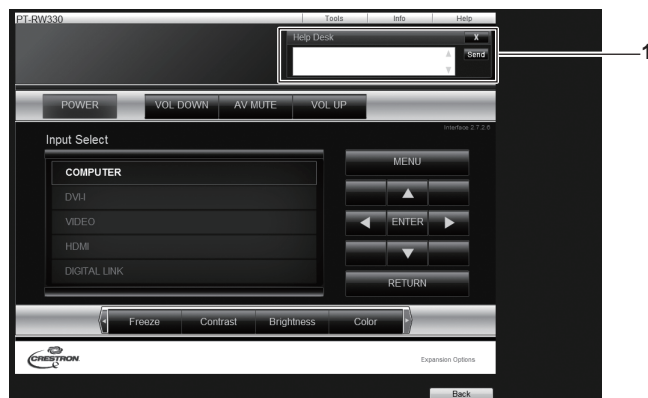 PT-RW330
Tools Info Help
Help Desk X
Send
1
POWER VOL DOWN AV MUTE VOL UP
Interface 2.7.2.6
Input Select
COMPUTER
DVI-I
VIDEO
HDMI
DIGITAL LINK
MENU
ENTER
RETURN
Freeze Contrast Brightness Color
CRESTRON
Expansion Options
Back